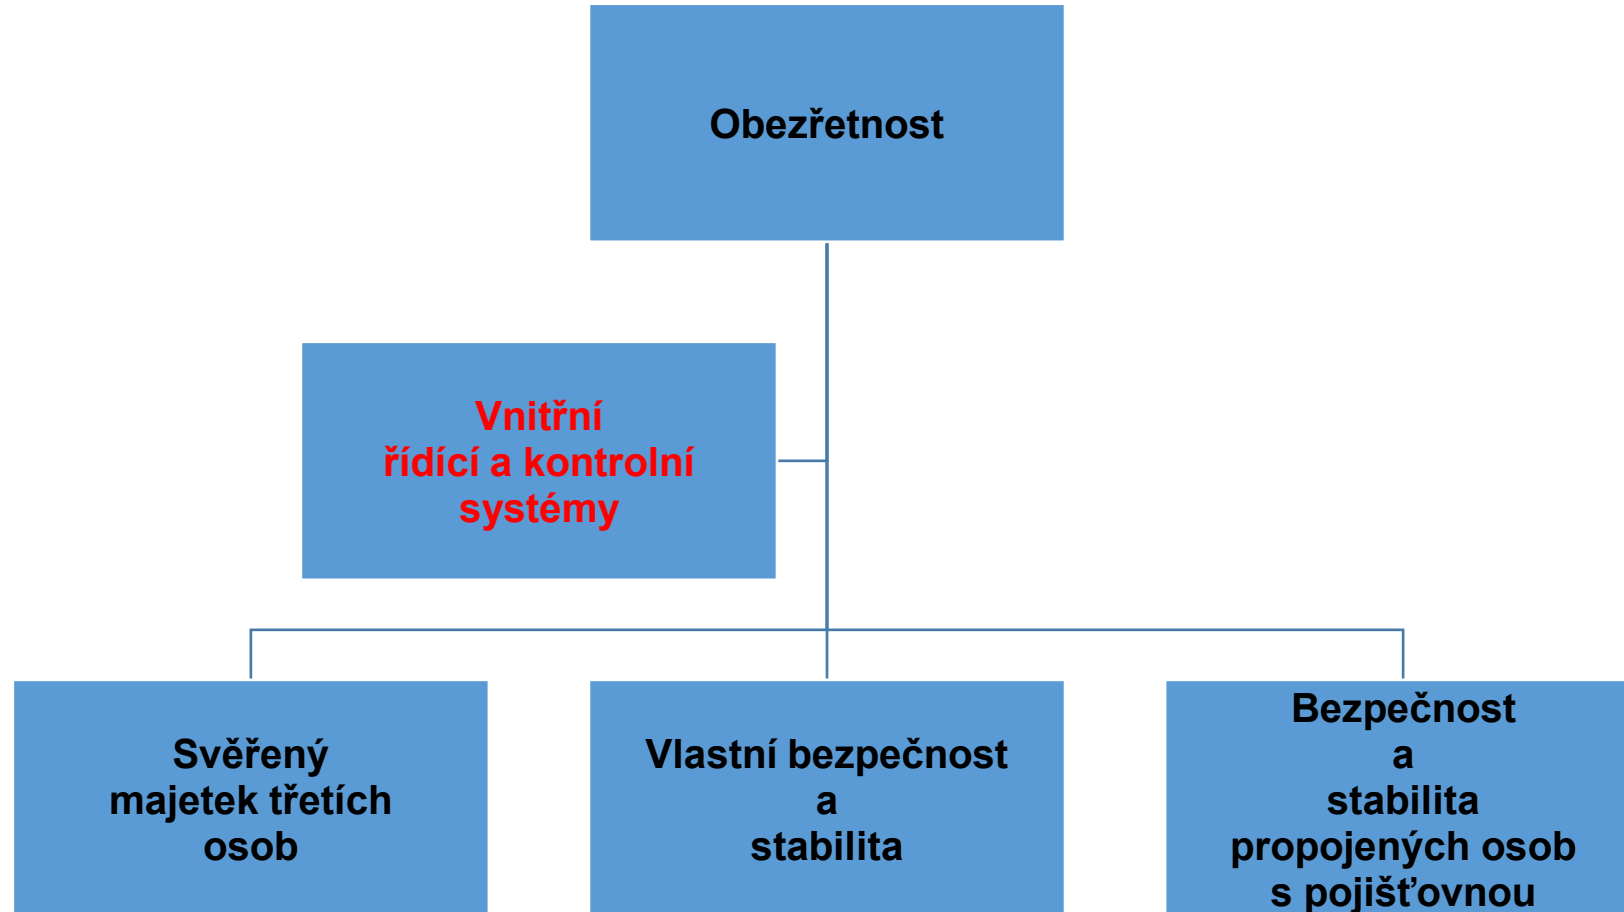 Obezřetnost
Vnitřní
řídící a kontrolní
systémy
Svěřený
majetek třetích
osob
Vlastní bezpečnost
a
stabilita
Bezpečnost
a
stabilita
propojených osob
s pojišťovnou